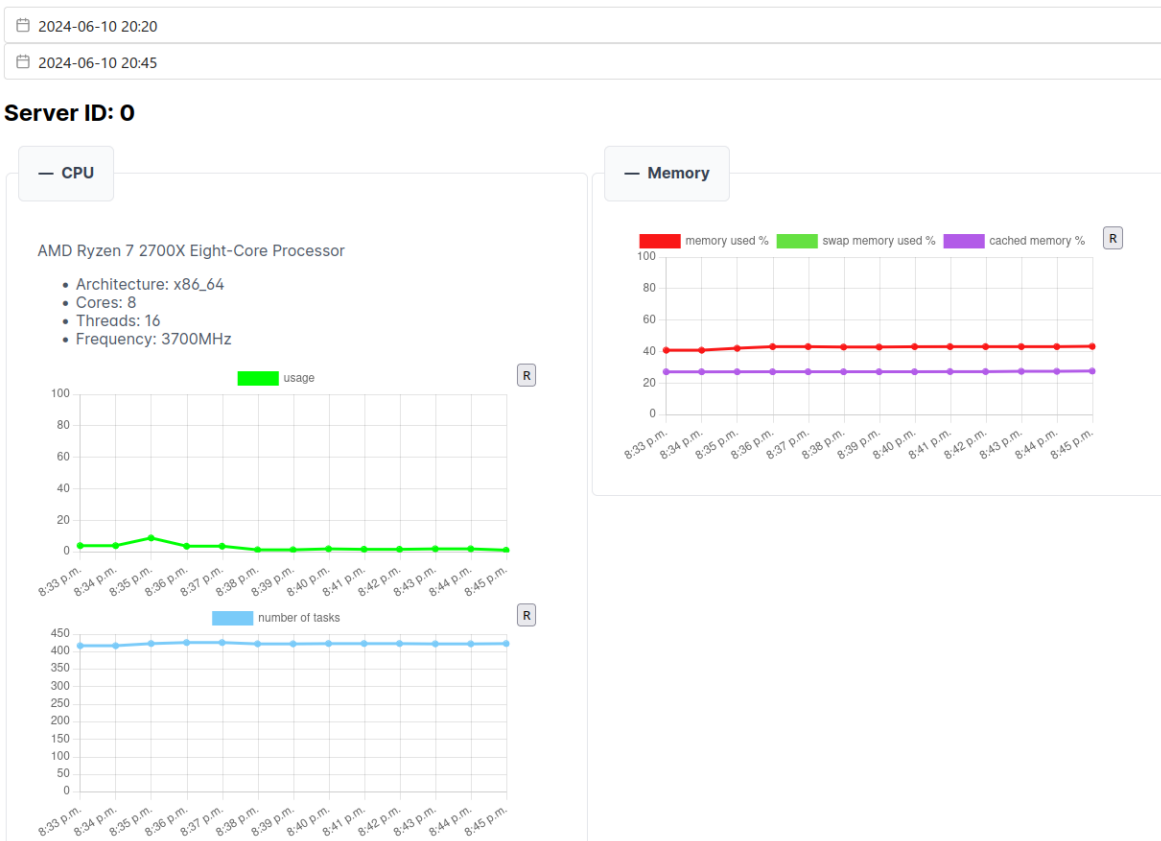 2024-06-10 20:20
2024-06-10 20:45
Server ID: 0
— CPU
AMD Ryzen 7 2700X Eight-Core Processor
• Architecture: x86_64
• Cores: 8
• Threads: 16
• Frequency: 3700MHz
usage
R
100
80
60
40
20
0
8:33 p.m. 8:34 p.m. 8:35 p.m. 8:36 p.m. 8:37 p.m. 8:38 p.m. 8:39 p.m. 8:40 p.m. 8:41 p.m. 8:42 p.m. 8:43 p.m. 8:44 p.m. 8:45 p.m.
number of tasks
R
450
400
350
300
250
200
150
100
50
0
8:33 p.m. 8:34 p.m. 8:35 p.m. 8:36 p.m. 8:37 p.m. 8:38 p.m. 8:39 p.m. 8:40 p.m. 8:41 p.m. 8:42 p.m. 8:43 p.m. 8:44 p.m. 8:45 p.m.
— Memory
memory used % swap memory used % cached memory %
R
100
80
60
40
20
0
8:33 p.m. 8:34 p.m. 8:35 p.m. 8:36 p.m. 8:37 p.m. 8:38 p.m. 8:39 p.m. 8:40 p.m. 8:41 p.m. 8:42 p.m. 8:43 p.m. 8:44 p.m. 8:45 p.m.